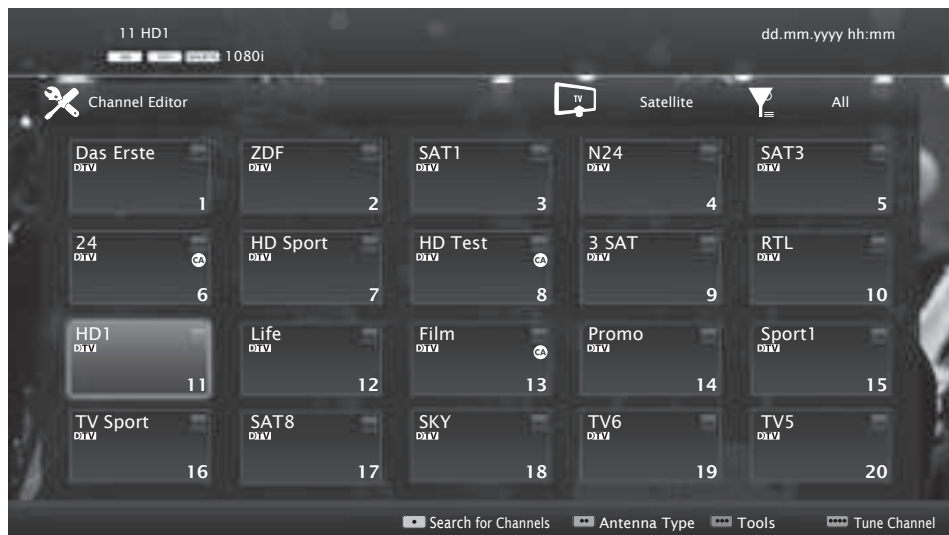 11 HD1
dd.mm.yyyy hh:mm
1080i
Channel Editor
TV
Satellite
All
Das Erste
DTV
1
ZDF
DTV
2
SAT1
DTV
3
N24
DTV
4
SAT3
DTV
5
24
DTV
CA
6
HD Sport
DTV
7
HD Test
DTV
CA
8
3 SAT
DTV
9
RTL
DTV
10
HD1
DTV
11
Life
DTV
12
Film
DTV
CA
13
Promo
DTV
14
Sport1
DTV
15
TV Sport
DTV
16
SAT8
DTV
17
SKY
DTV
18
TV6
DTV
19
TV5
DTV
20
Search for Channels
Antenna Type
Tools
Tune Channel